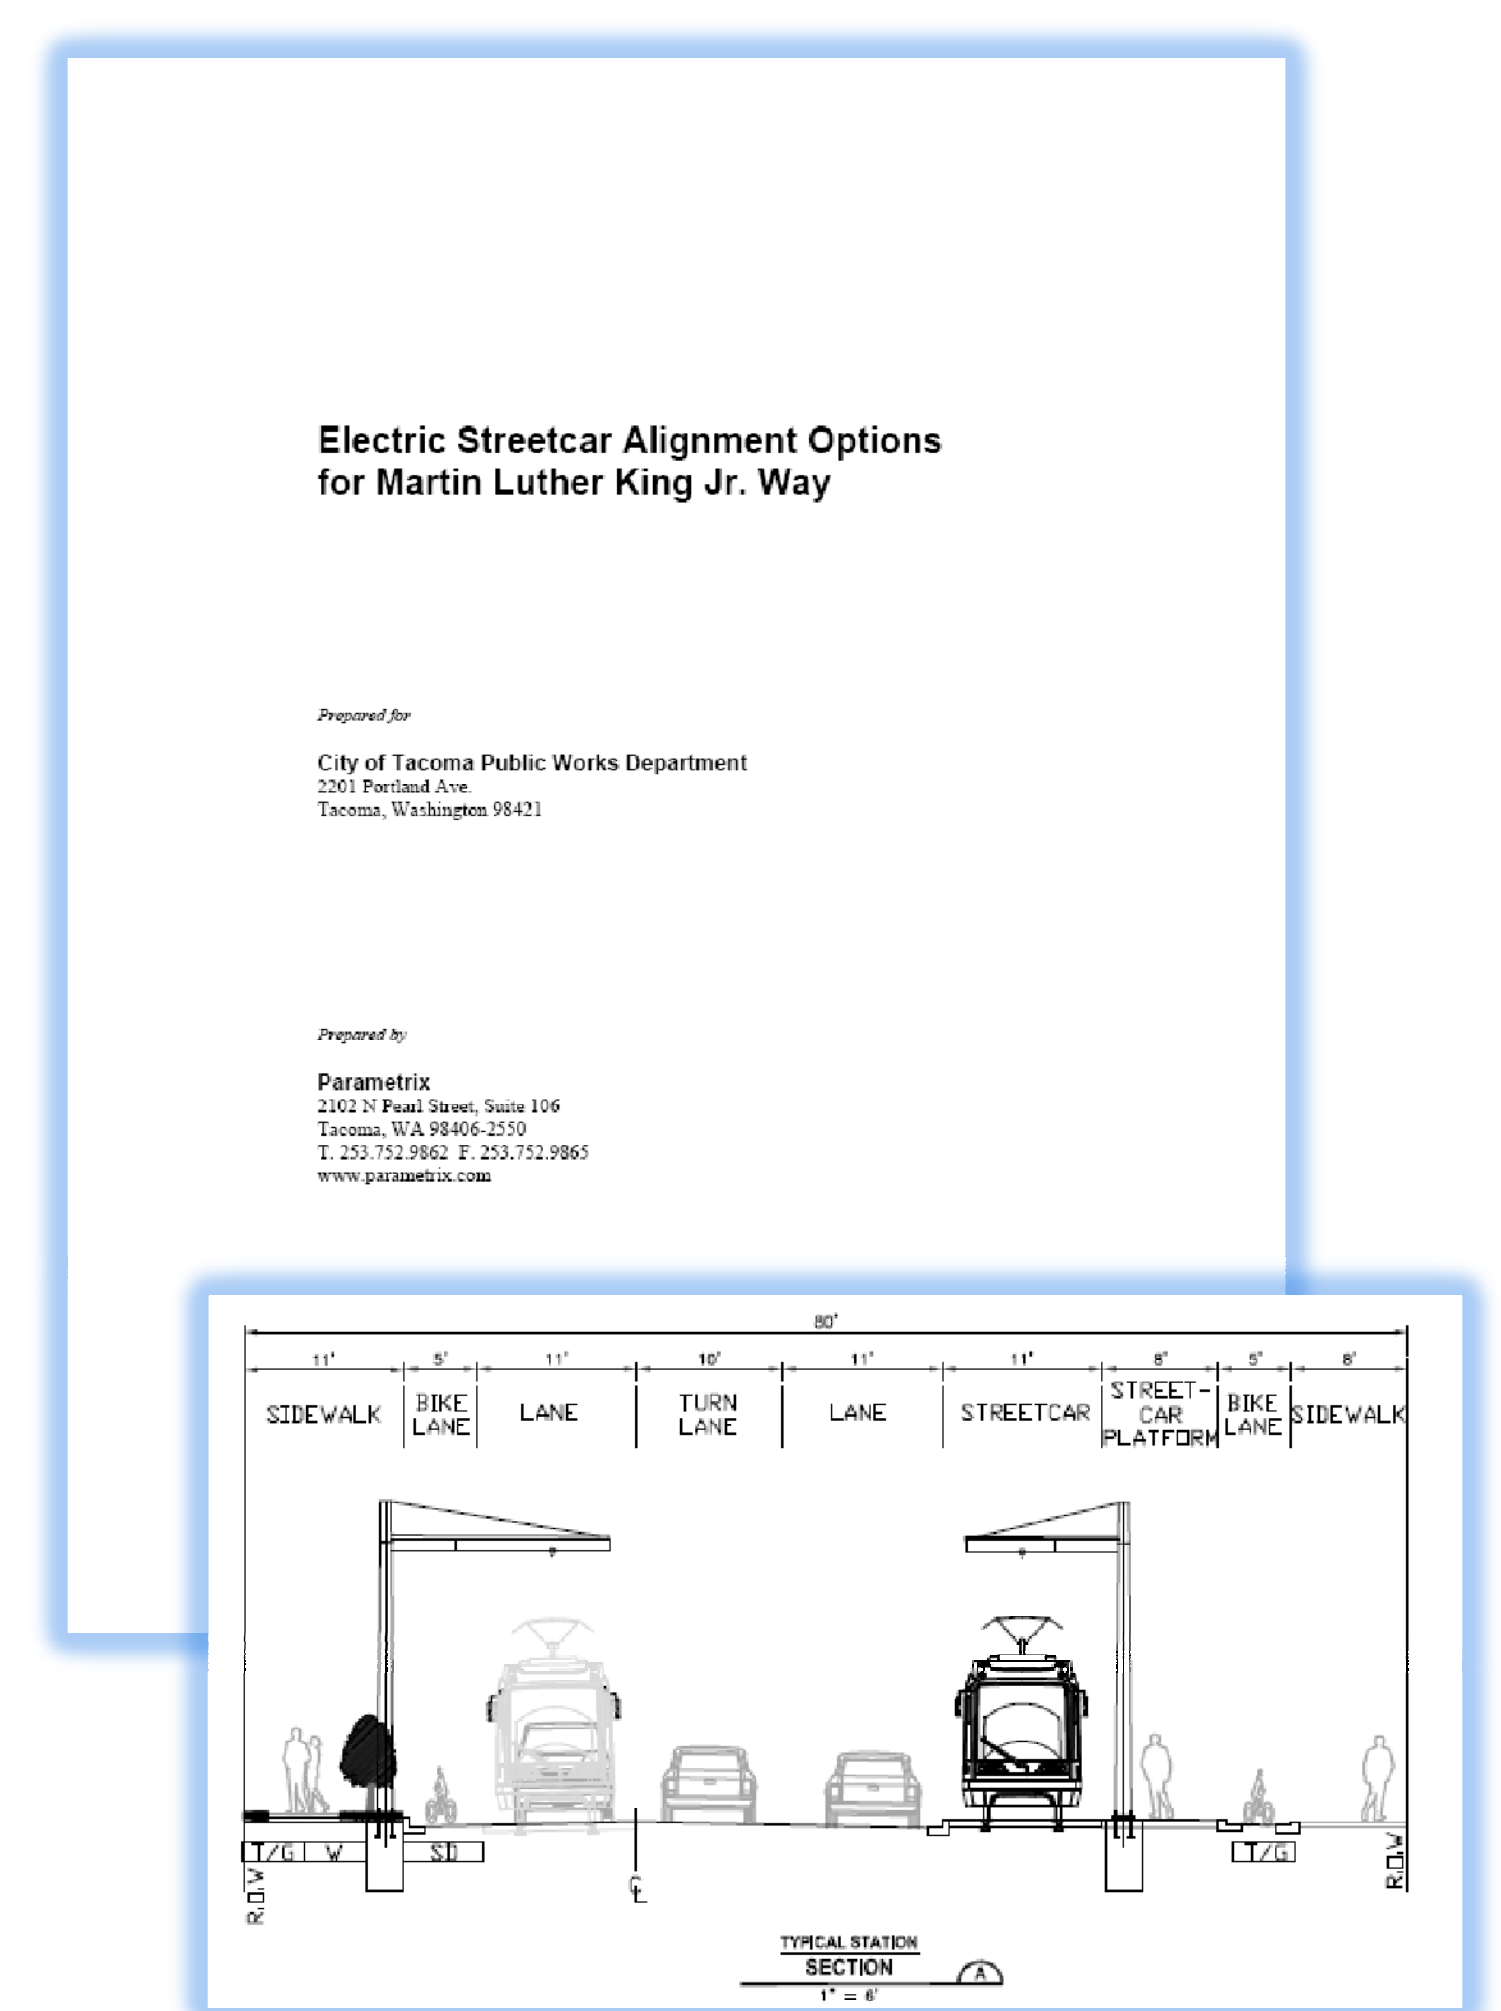 Electric Streetcar Alignment Options
for Martin Luther King Jr. Way
Prepared for
City of Tacoma Public Works Department
2201 Portland Ave.
Tacoma, Washington 98421
Prepared by
Parametrix
2102 N Pearl Street, Suite 106
Tacoma, WA 98406-2550
T. 253.752.9862 F. 253.752.9865
www.parametrix.com
80'
11' 5' 11' 10' 11' 11' 8' 5' 8'
SIDEWALK
BIKE
LANE
LANE
TURN
LANE
LANE
STREETCAR
STREET-
CAR
PLATFORM
BIKE
LANE
SIDEWALK
T/G W SD T/G
R.O.W
CL
R.O.W
TYPICAL STATION
SECTION
A
1" = 6'